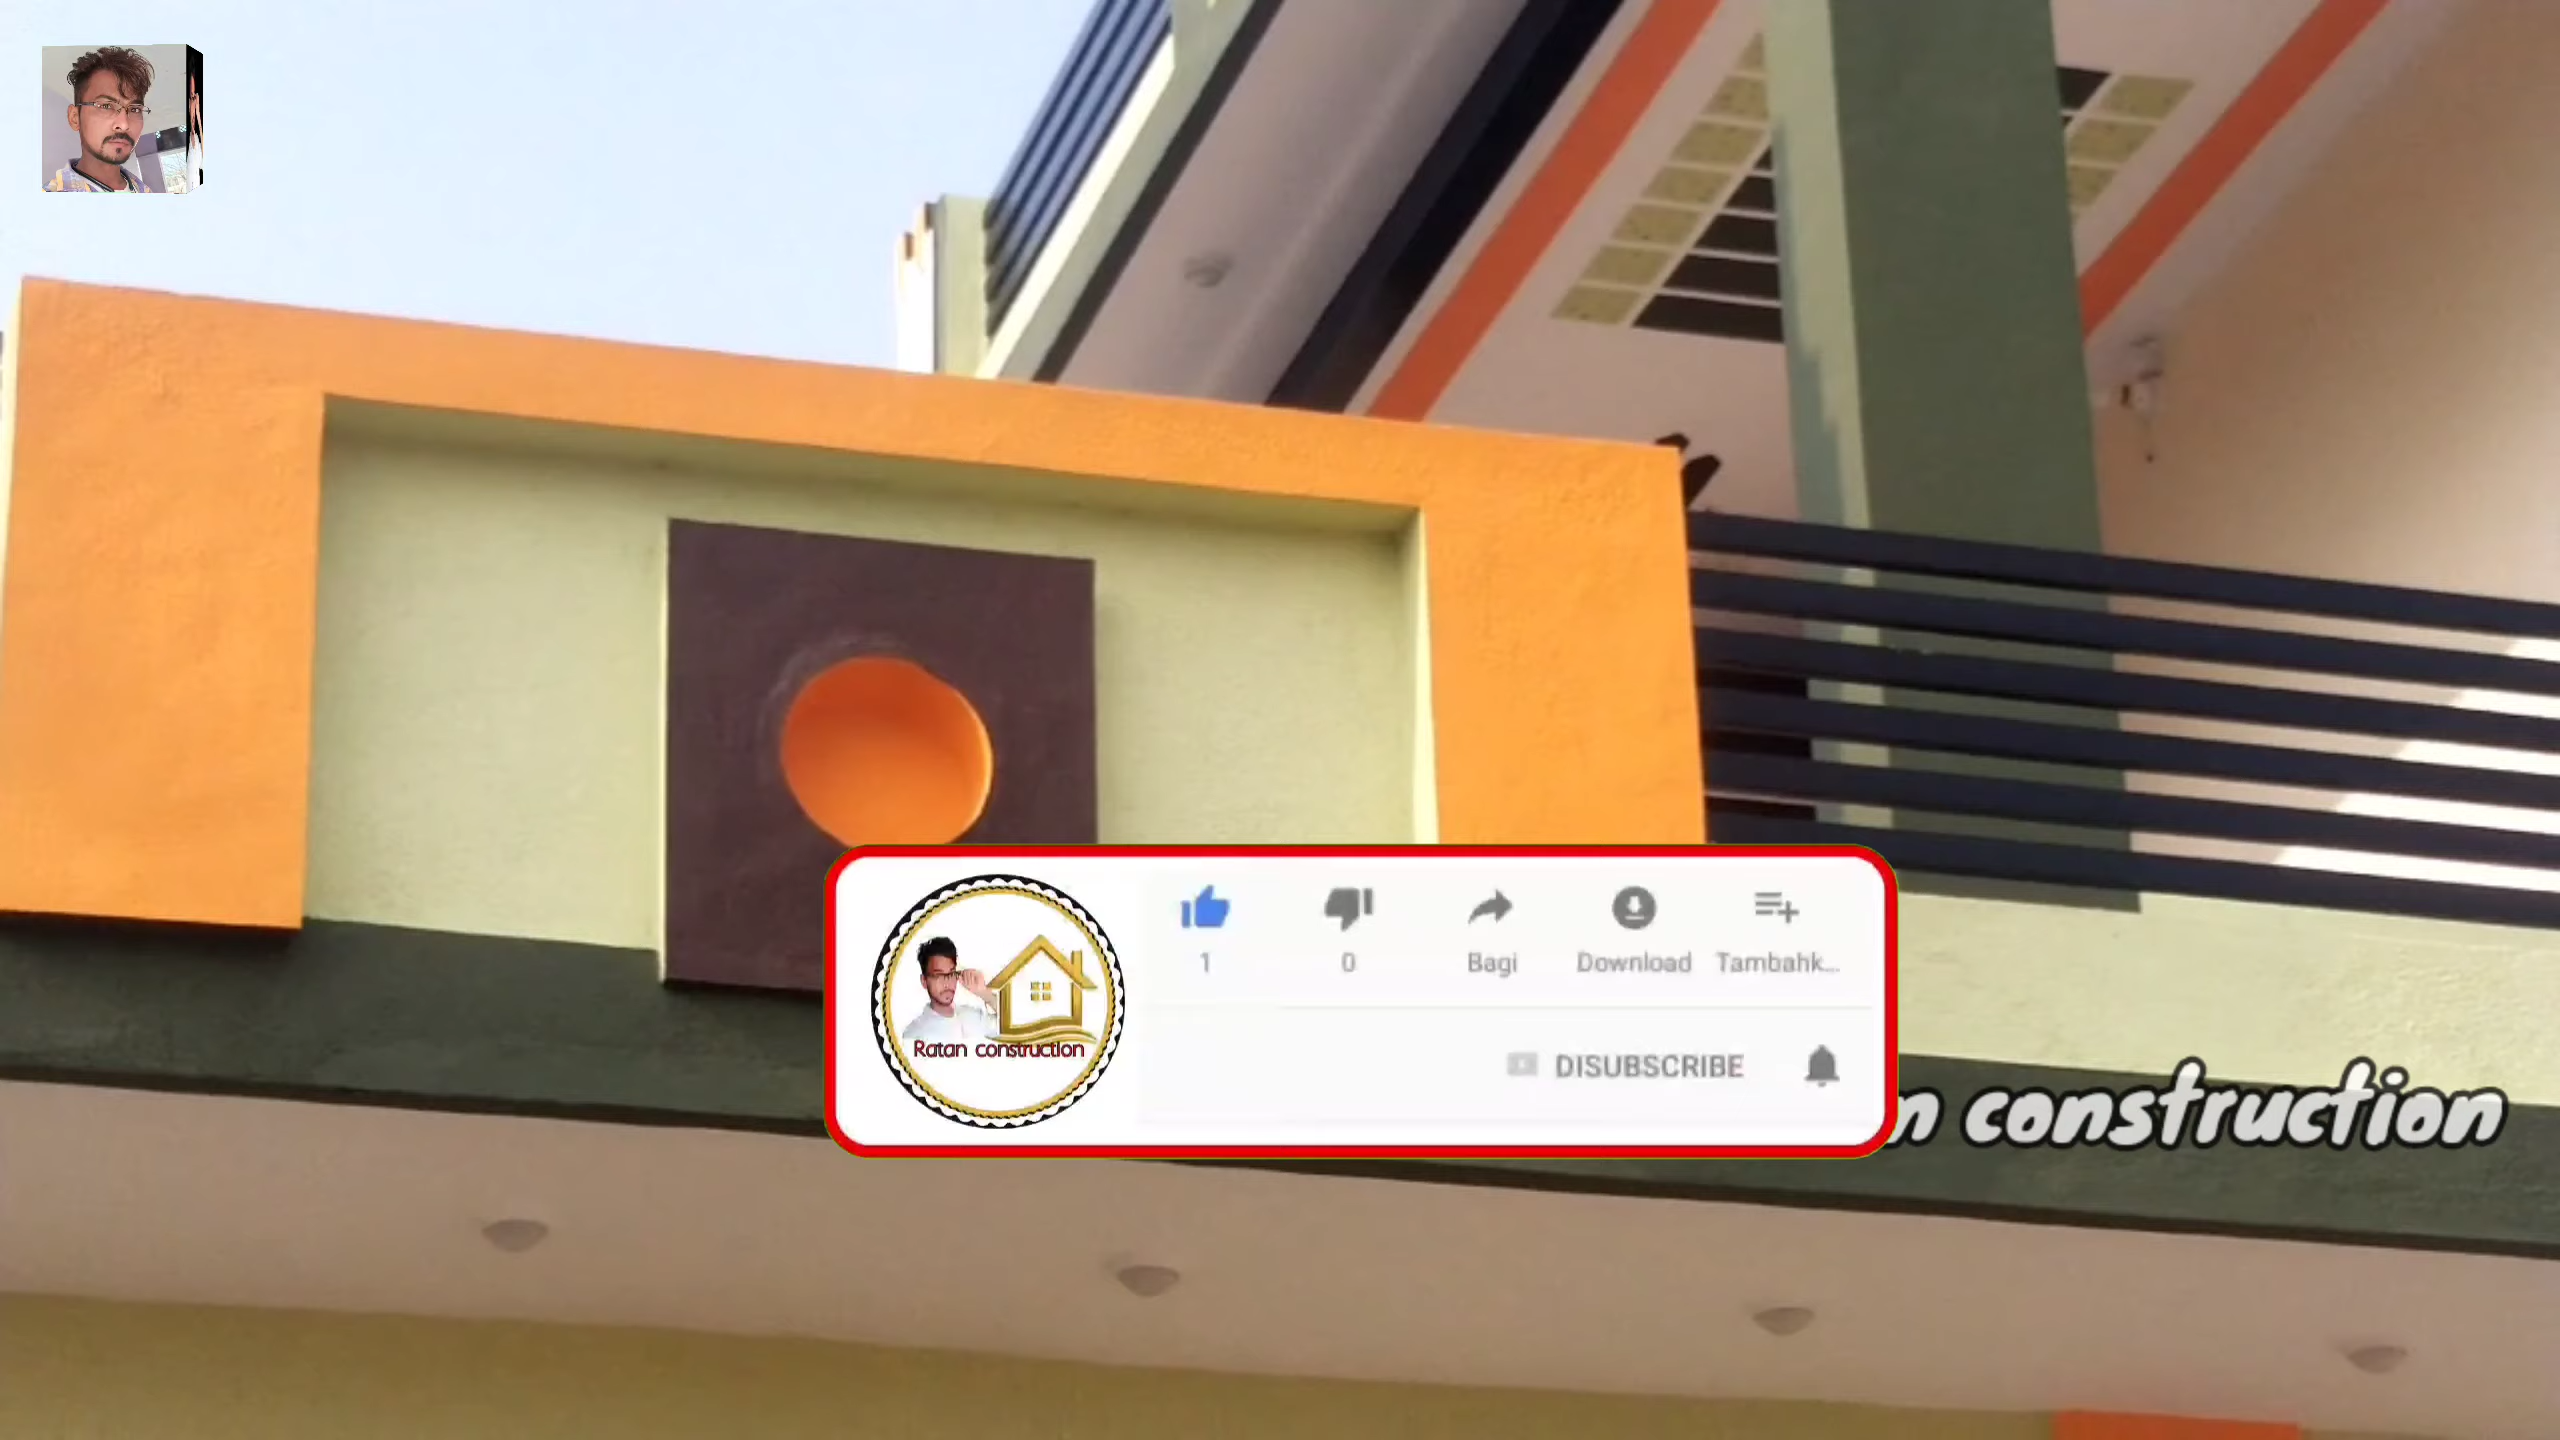 1 0 Bagi Download Tambahk...
Ratan construction
DISUBSCRIBE
n construction